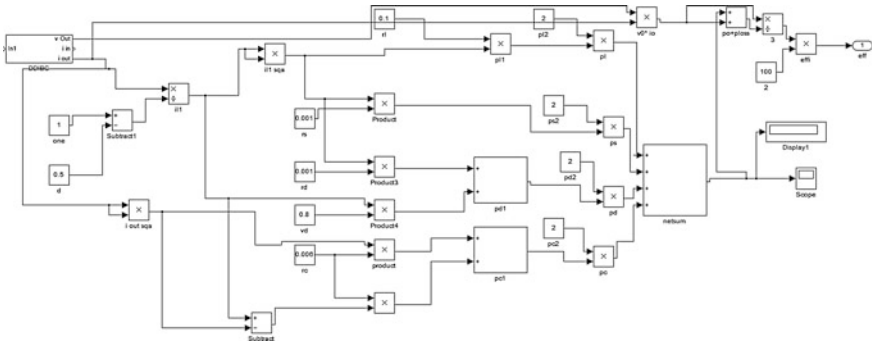 In1
v Out
i in
i out
DDIBC
0.1
rl
2
pl2
×
v0* io
+
+
po+ploss
×
÷
3
×
effi
1
eff
100
2
×
il1 sqa
×
pl1
×
pl
×
÷
il1
1
one
+
−
Subtract1
0.5
d
0.001
rs
×
Product
2
ps2
×
ps
0.001
rd
×
Product3
0.8
vd
×
Product4
+
+
pd1
2
pd2
×
pd
+
+
+
+
netsum
Display1
Scope
×
i out sqa
0.006
rc
×
product
×
+
+
pc1
2
pc2
×
pc
+
−
Subtract